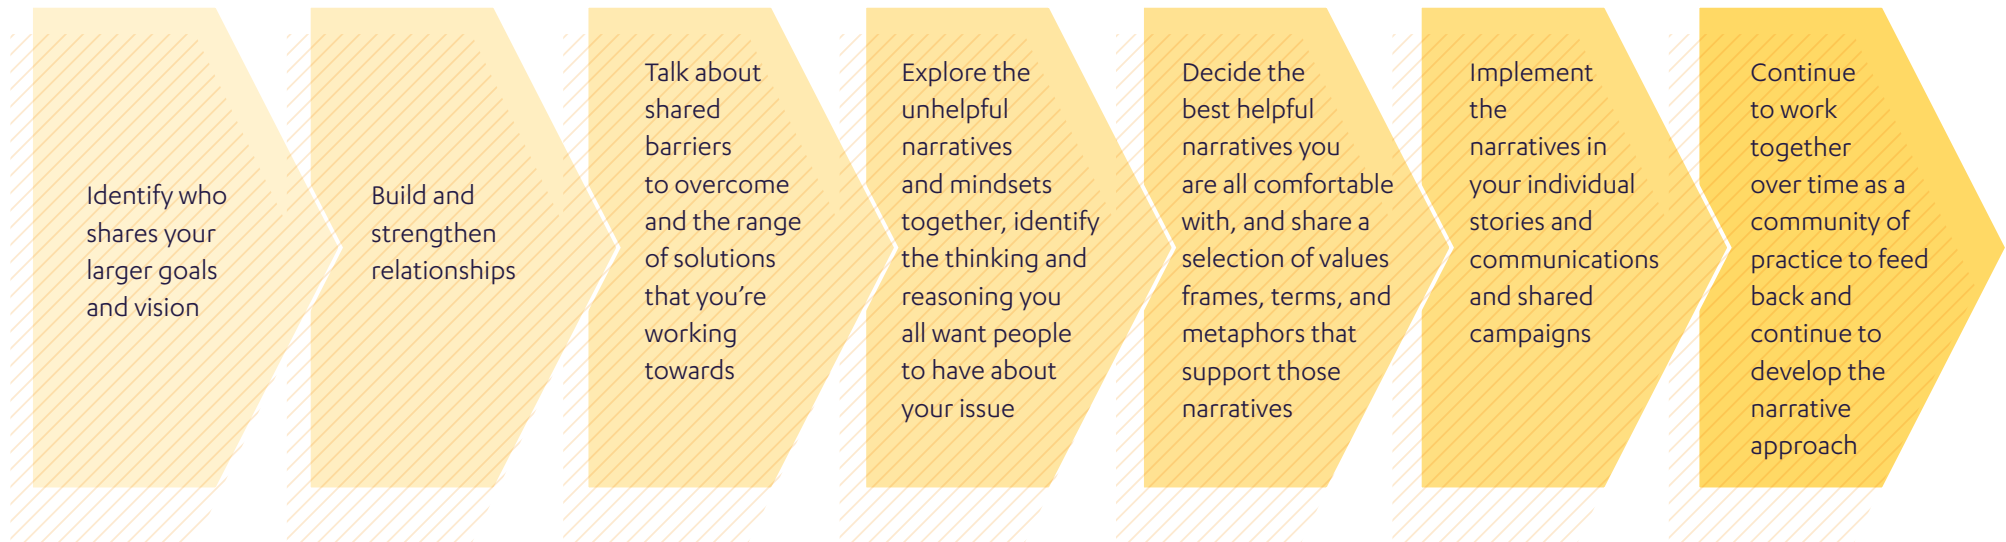 Identify who
shares your
larger goals
and vision
Build and
strengthen
relationships
Talk about
shared
barriers
to overcome
and the range
of solutions
that you’re
working
towards
Explore the
unhelpful
narratives
and mindsets
together, identify
the thinking and
reasoning you
all want people
to have about
your issue
Decide the
best helpful
narratives you
are all comfortable
with, and share a
selection of values
frames, terms, and
metaphors that
support those
narratives
Implement
the
narratives in
your individual
stories and
communications
and shared
campaigns
Continue
to work
together
over time as a
community of
practice to feed
back and
continue to
develop the
narrative
approach